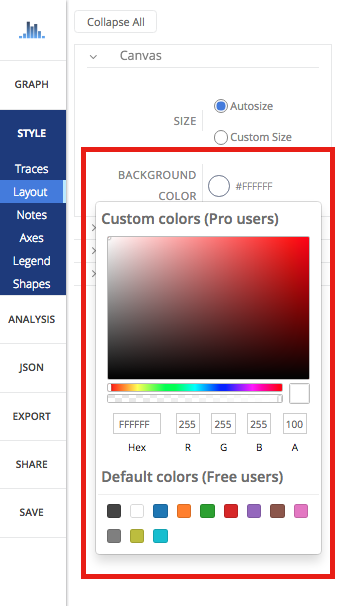 Collapse All
Canvas
GRAPH
SIZE
Autosize
Custom Size
STYLE
Traces
Layout
Notes
Axes
Legend
Shapes
BACKGROUND
COLOR
#FFFFFF
Custom colors (Pro users)
ANALYSIS
JSON
EXPORT
SHARE
SAVE
FFFFFF 255 255 255 100
Hex R G B A
Default colors (Free users)